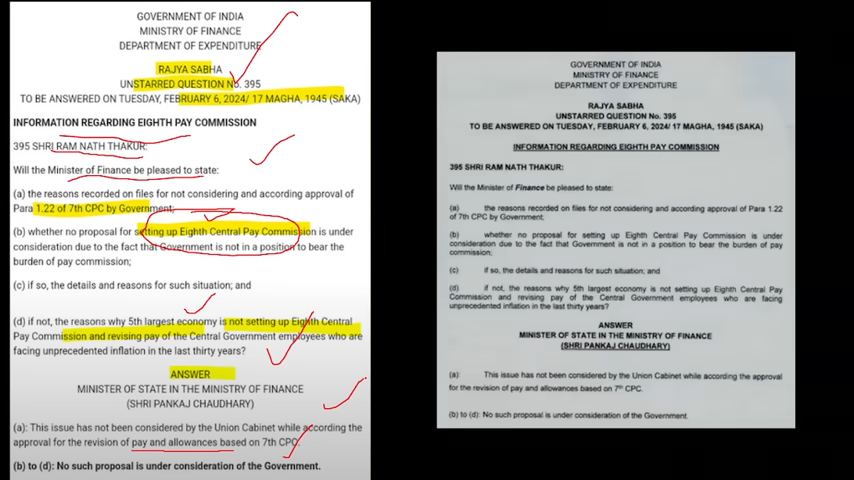 GOVERNMENT OF INDIA
MINISTRY OF FINANCE
DEPARTMENT OF EXPENDITURE
RAJYA SABHA
UNSTARRED QUESTION No. 395
TO BE ANSWERED ON TUESDAY, FEBRUARY 6, 2024/ 17 MAGHA, 1945 (SAKA)
INFORMATION REGARDING EIGHTH PAY COMMISSION
395 SHRI RAM NATH THAKUR:
Will the Minister of Finance be pleased to state:
(a) the reasons recorded on files for not considering and according approval of
Para 1.22 of 7th CPC by Government;
(b) whether no proposal for setting up Eighth Central Pay Commission is under
consideration due to the fact that Government is not in a position to bear the
burden of pay commission;
(c) if so, the details and reasons for such situation; and
(d) if not, the reasons why 5th largest economy is not setting up Eighth Central
Pay Commission and revising pay of the Central Government employees who are
facing unprecedented inflation in the last thirty years?
ANSWER
MINISTER OF STATE IN THE MINISTRY OF FINANCE
(SHRI PANKAJ CHAUDHARY)
(a): This issue has not been considered by the Union Cabinet while according the
approval for the revision of pay and allowances based on 7th CPC.
(b) to (d): No such proposal is under consideration of the Government.
GOVERNMENT OF INDIA
MINISTRY OF FINANCE
DEPARTMENT OF EXPENDITURE
RAJYA SABHA
UNSTARRED QUESTION No. 395
TO BE ANSWERED ON TUESDAY, FEBRUARY 6, 2024/ 17 MAGHA, 1945 (SAKA)
INFORMATION REGARDING EIGHTH PAY COMMISSION
395 SHRI RAM NATH THAKUR:
Will the Minister of Finance be pleased to state:
(a) the reasons recorded on files for not considering and according approval of Para 1.22
of 7th CPC by Government;
(b) whether no proposal for setting up Eighth Central Pay Commission is under
consideration due to the fact that Government is not in a position to bear the burden of pay
commission;
(c) if so, the details and reasons for such situation; and
(d) if not, the reasons why 5th largest economy is not setting up Eighth Central Pay
Commission and revising pay of the Central Government employees who are facing
unprecedented inflation in the last thirty years?
ANSWER
MINISTER OF STATE IN THE MINISTRY OF FINANCE
(SHRI PANKAJ CHAUDHARY)
(a): This issue has not been considered by the Union Cabinet while according the approval
for the revision of pay and allowances based on 7th CPC.
(b) to (d): No such proposal is under consideration of the Government.